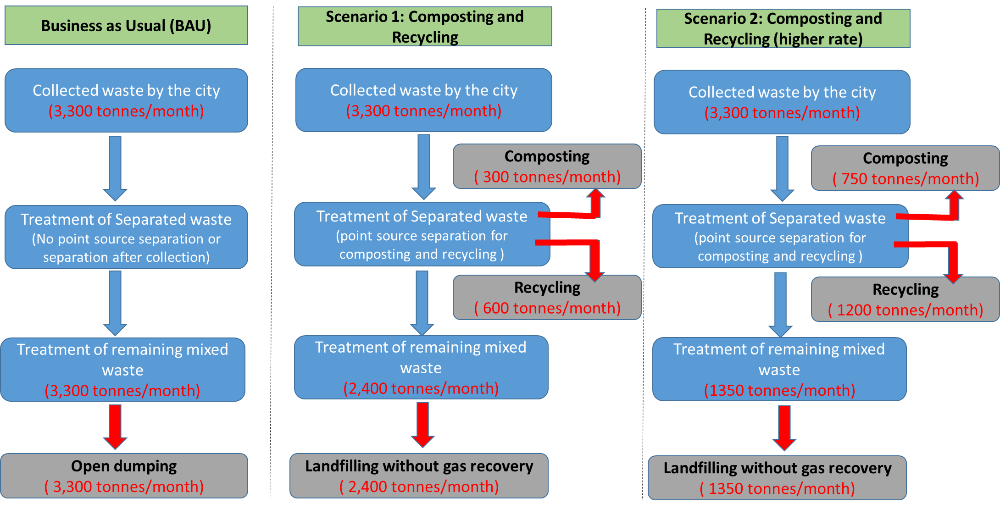 Business as Usual (BAU)
Collected waste by the city
(3,300 tonnes/month)
Treatment of Separated waste
(No point source separation or
separation after collection)
Treatment of remaining mixed
waste
(3,300 tonnes/month)
Open dumping
( 3,300 tonnes/month)
Scenario 1: Composting and
Recycling
Collected waste by the city
(3,300 tonnes/month)
Composting
( 300 tonnes/month)
Treatment of Separated waste
(point source separation for
composting and recycling )
Recycling
( 600 tonnes/month)
Treatment of remaining mixed
waste
(2,400 tonnes/month)
Landfilling without gas recovery
( 2,400 tonnes/month)
Scenario 2: Composting and
Recycling (higher rate)
Collected waste by the city
(3,300 tonnes/month)
Composting
( 750 tonnes/month)
Treatment of Separated waste
(point source separation for
composting and recycling )
Recycling
( 1200 tonnes/month)
Treatment of remaining mixed
waste
(1350 tonnes/month)
Landfilling without gas recovery
( 1350 tonnes/month)